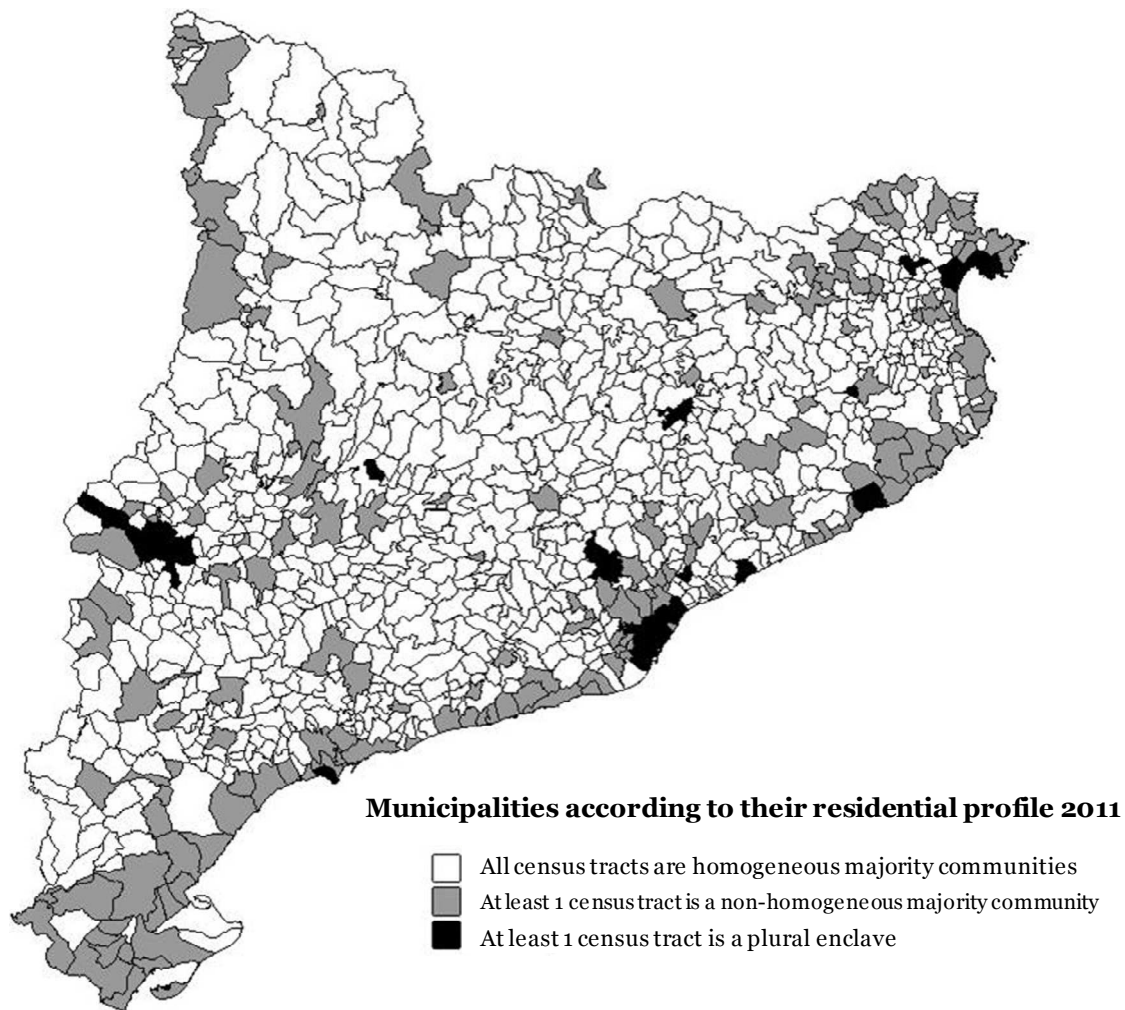 Municipalities according to their residential profile 2011
All census tracts are homogeneous majority communities
At least 1 census tract is a non-homogeneous majority community
At least 1 census tract is a plural enclave